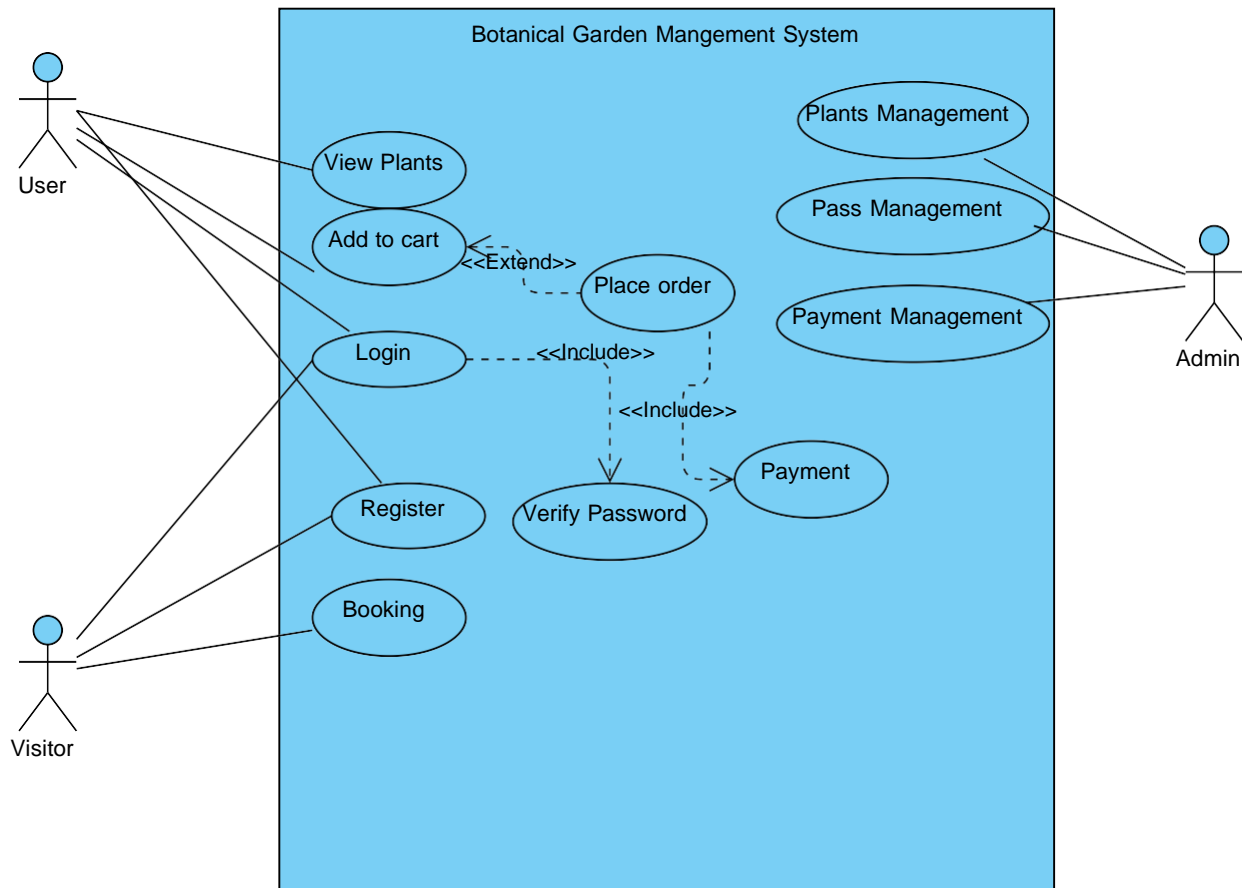 Botanical Garden Mangement System
User
View Plants
Add to cart
<<Extend>>
Place order
Login
<<Include>>
<<Include>>
Verify Password
Payment
Register
Booking
Visitor
Plants Management
Pass Management
Payment Management
Admin